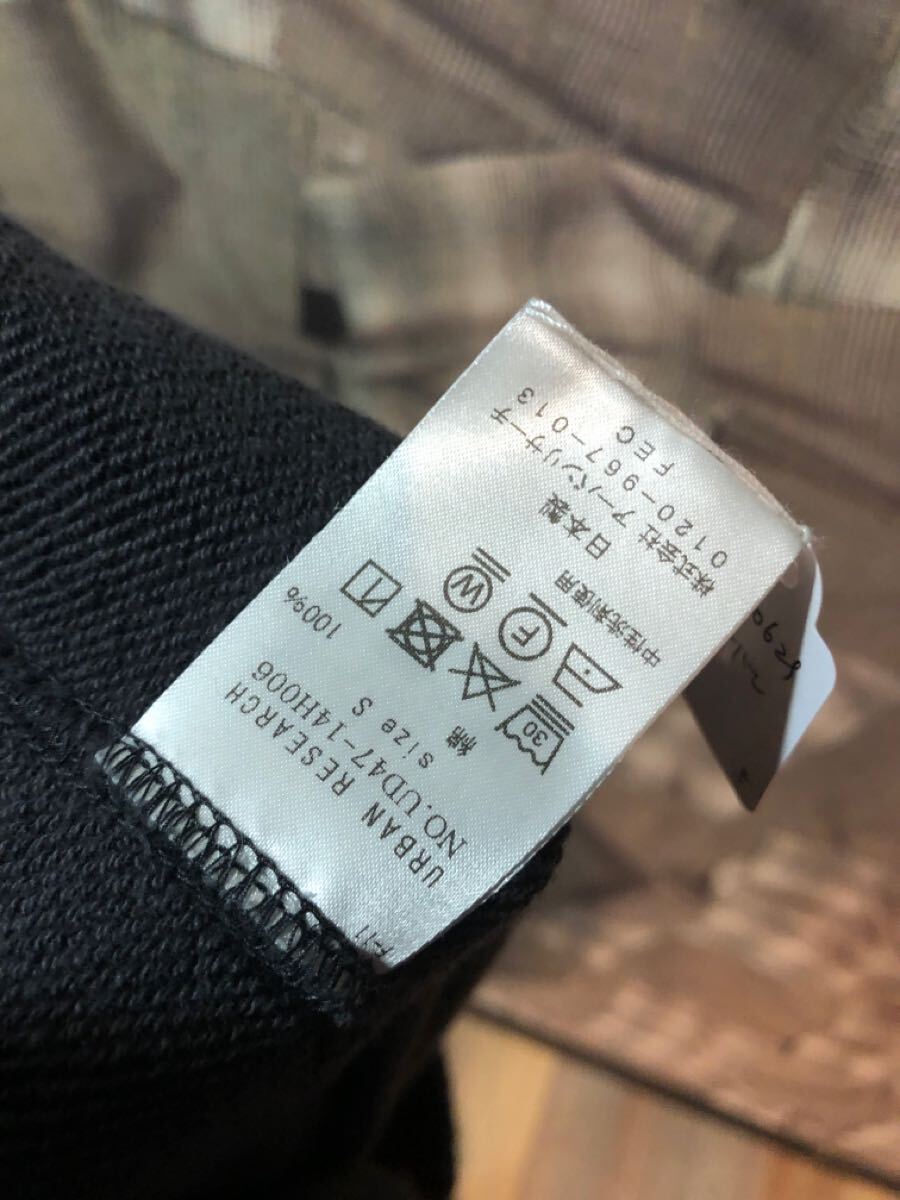 URBAN RESEARCH
NO.UD47-14H006
size S
綿 100%
30
W
F
中性洗剤使用
日本製
株式会社 アーバンリサーチ
0120-967-013
FEC